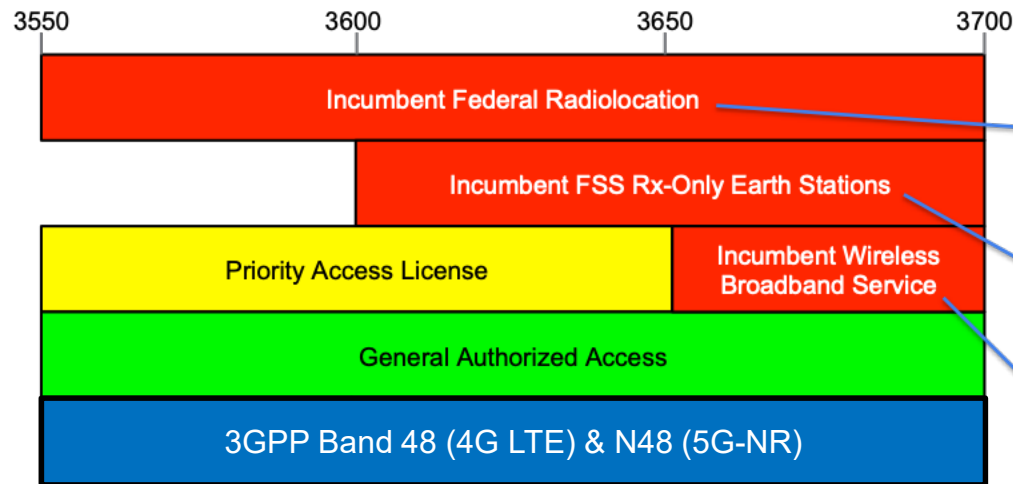 3550 3600 3650 3700
Incumbent Federal Radiolocation
Incumbent FSS Rx-Only Earth Stations
Priority Access License
Incumbent Wireless
Broadband Service
General Authorized Access
3GPP Band 48 (4G LTE) & N48 (5G-NR)